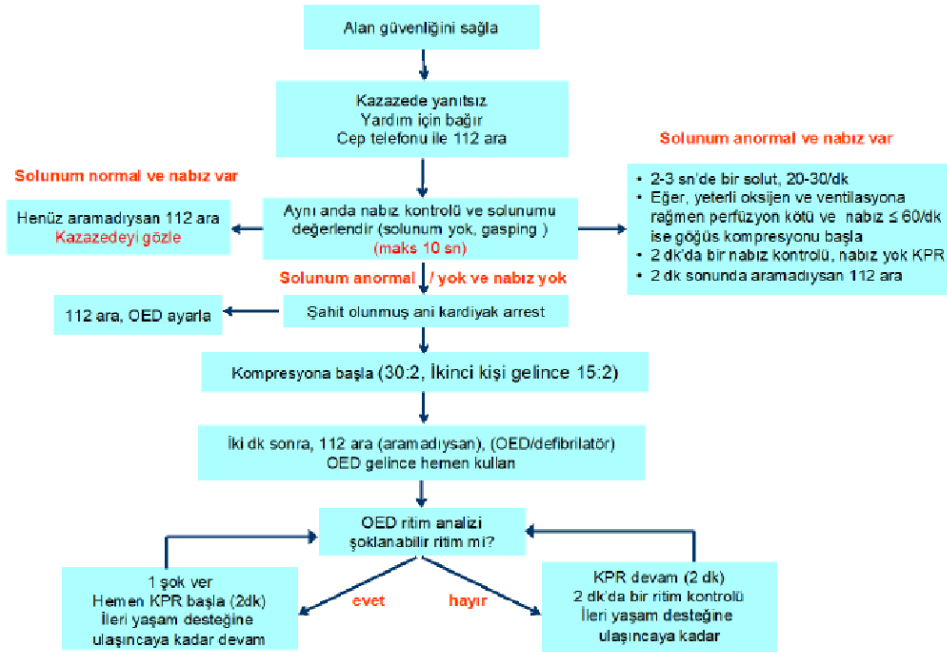 Alan güvenliğini sağla
Kazazede yanıtsız
Yardım için bağır
Cep telefonu ile 112 ara
Solunum anormal ve nabız var
• 2-3 sn'de bir solut, 20-30/dk
• Eğer, yeterli oksijen ve ventilasyona
rağmen perfüzyon kötü ve nabız ≤ 60/dk
ise göğüs kompresyonu başla
• 2 dk'da bir nabız kontrolü, nabız yok KPR
• 2 dk sonunda aramadıysan 112 ara
Solunum normal ve nabız var
Henüz aramadıysan 112 ara
Kazazedeyi gözle
Aynı anda nabız kontrolü ve solunumu
değerlendir (solunum yok, gasping )
(maks 10 sn)
Solunum anormal / yok ve nabız yok
112 ara, OED ayarla
Şahit olunmuş ani kardiyak arrest
Kompresyona başla (30:2, İkinci kişi gelince 15:2)
İki dk sonra, 112 ara (aramadıysan), (OED/defibrilatör)
OED gelince hemen kullan
OED ritim analizi
şoklanabilir ritim mi?
evet
hayır
1 şok ver
Hemen KPR başla (2dk)
İleri yaşam desteğine
ulaşıncaya kadar devam
KPR devam (2 dk)
2 dk'da bir ritim kontrolü
İleri yaşam desteğine
ulaşıncaya kadar